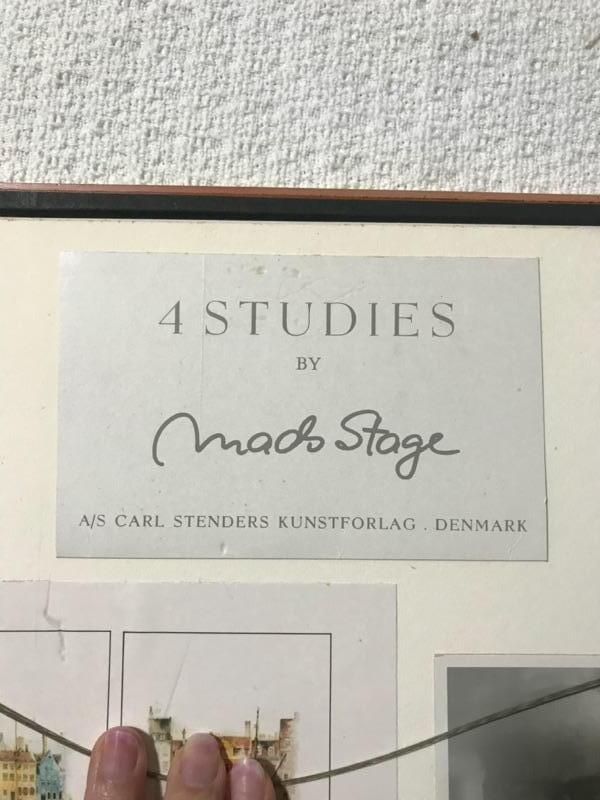 4 STUDIES
BY
Mads Stage
A/S CARL STENDERS KUNSTFORLAG . DENMARK